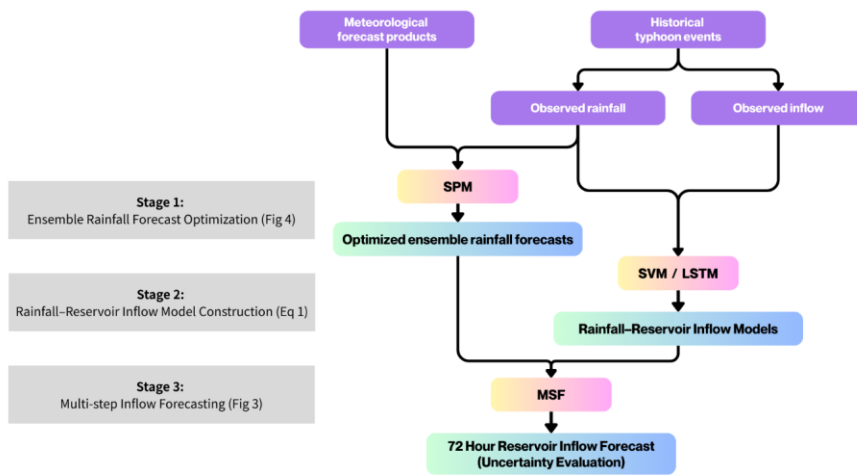 Meteorological
forecast products
Historical
typhoon events
Observed rainfall
Observed inflow
Stage 1:
Ensemble Rainfall Forecast Optimization (Fig 4)
SPM
Optimized ensemble rainfall forecasts
Stage 2:
Rainfall–Reservoir Inflow Model Construction (Eq 1)
SVM / LSTM
Rainfall–Reservoir Inflow Models
Stage 3:
Multi-step Inflow Forecasting (Fig 3)
MSF
72 Hour Reservoir Inflow Forecast
(Uncertainty Evaluation)